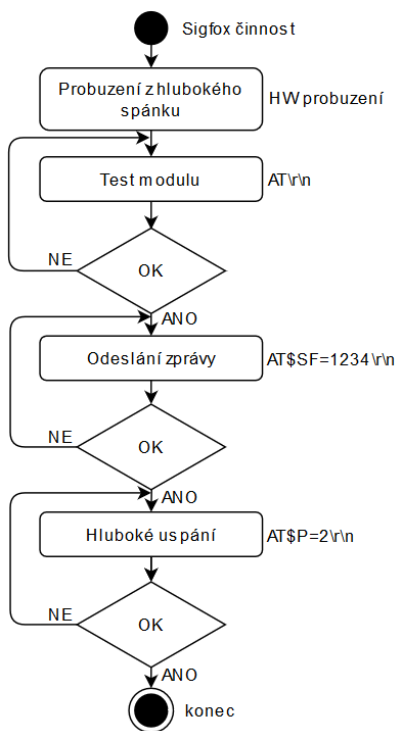 Sigfox činnost
Probuzení z hlubokého
spánku
HW probuzení
Test modulu
AT\r\n
NE
OK
ANO
Odeslání zprávy
AT$SF=1234\r\n
NE
OK
ANO
Hluboké uspání
AT$P=2\r\n
NE
OK
ANO
konec